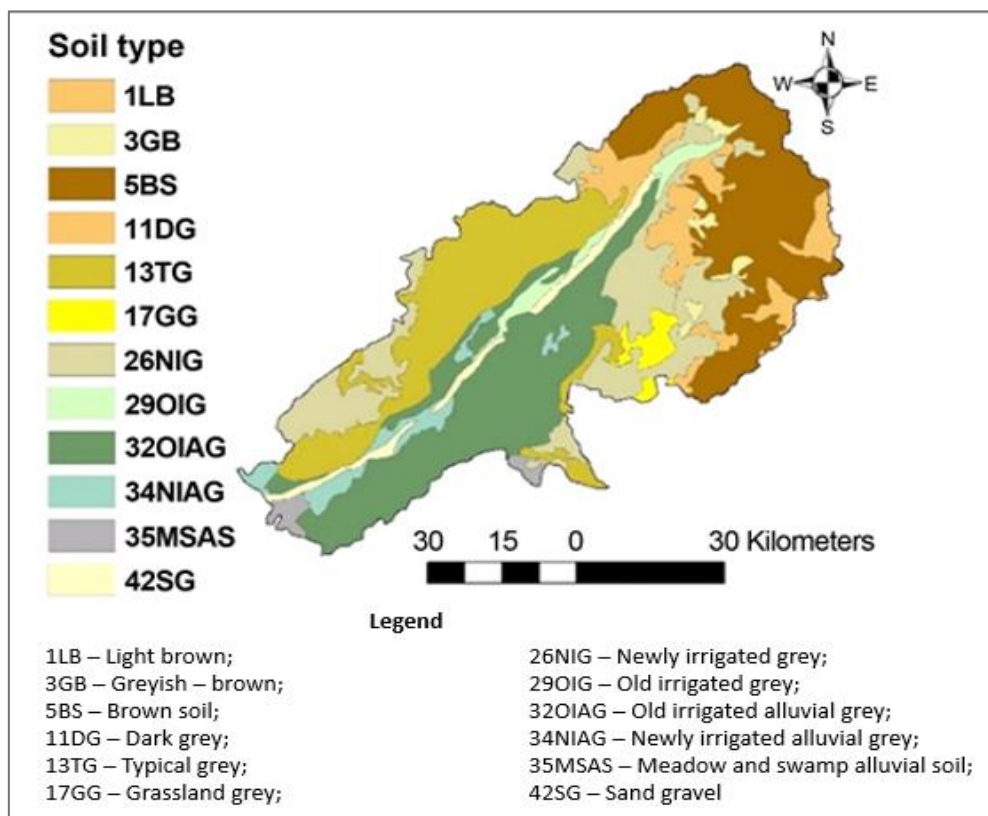 Soil type
1LB
3GB
5BS
11DG
13TG
17GG
26NIG
29OIG
32OIAG
34NIAG
35MSAS
42SG
N
W E
S
30 15 0 30 Kilometers
Legend
1LB – Light brown;
3GB – Greyish – brown;
5BS – Brown soil;
11DG – Dark grey;
13TG – Typical grey;
17GG – Grassland grey;
26NIG – Newly irrigated grey;
29OIG – Old irrigated grey;
32OIAG – Old irrigated alluvial grey;
34NIAG – Newly irrigated alluvial grey;
35MSAS – Meadow and swamp alluvial soil;
42SG – Sand gravel